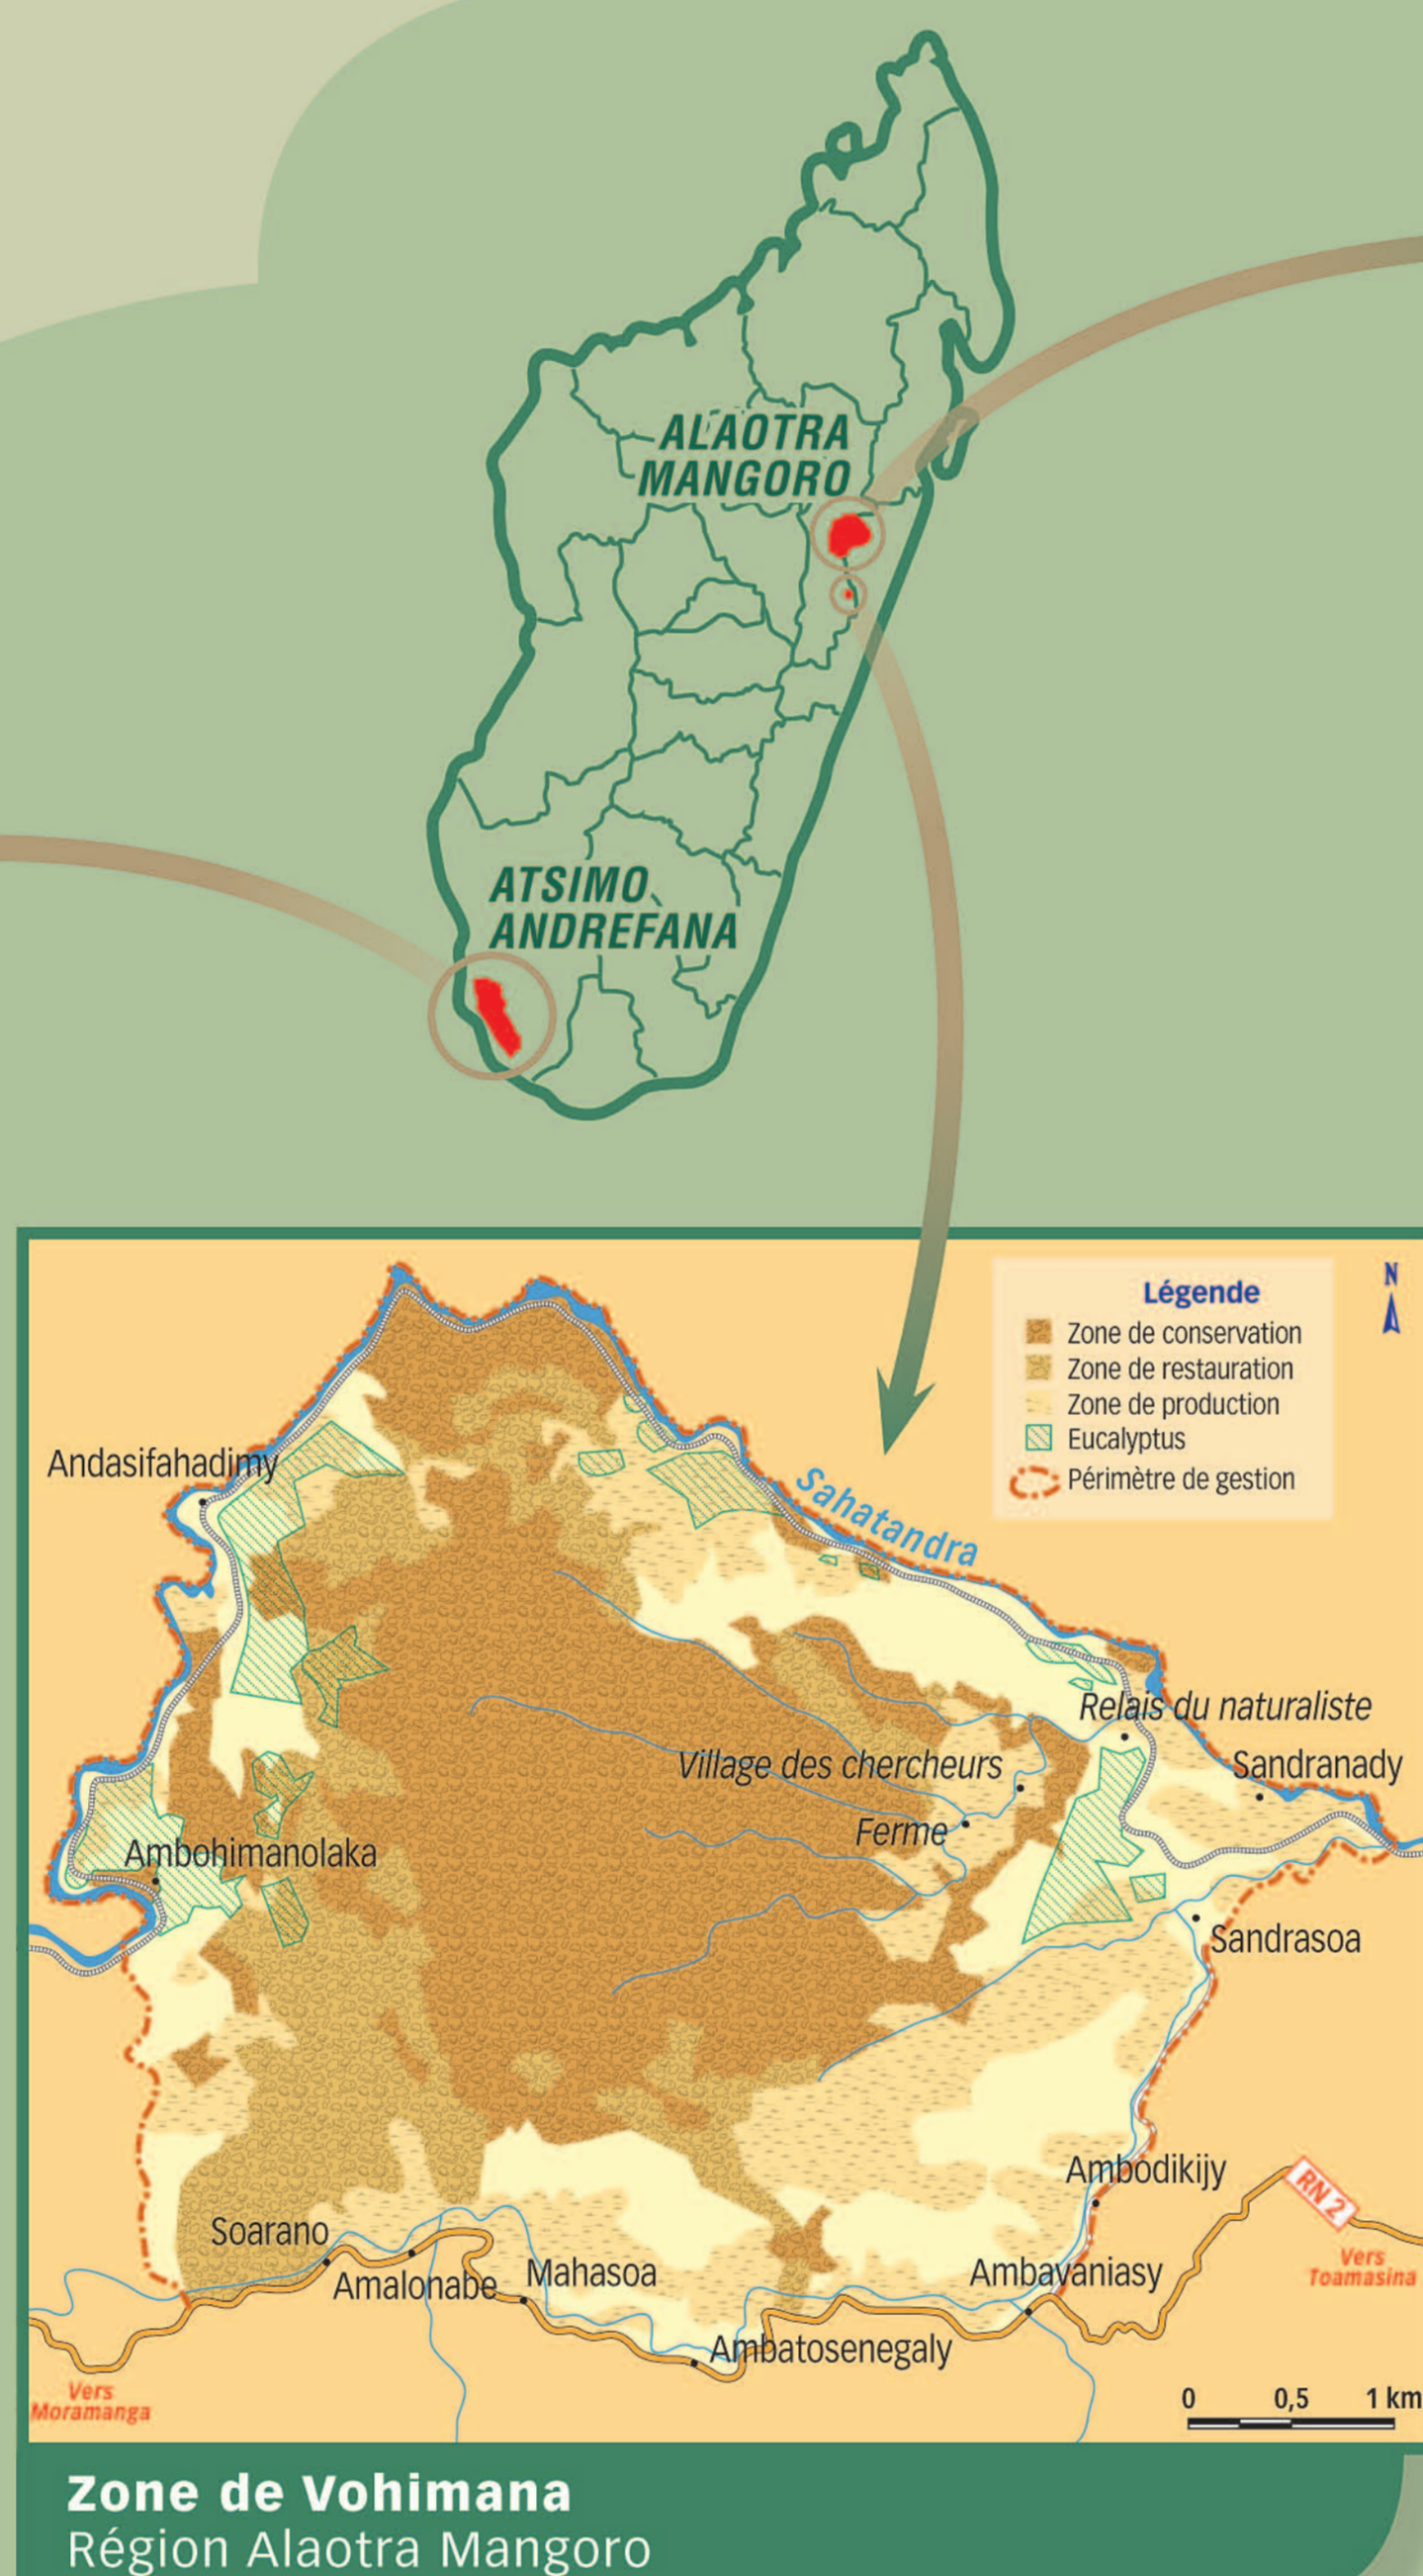 ALAOTRA
MANGORO
ATSIMO
ANDREFANA
Légende
Zone de conservation
Zone de restauration
Zone de production
Eucalyptus
Périmètre de gestion
N
Andasifahadimy
Sahatandra
Relais du naturaliste
Village des chercheurs
Sandranady
Ferme
Ambohimanolaka
Sandrasoa
Ambodikijy
RN 2
Soarano
Vers
Toamasina
Amalonabe
Mahasoa
Ambavaniasy
Ambatosenegaly
Vers
Moramanga
0 0,5 1 km
Zone de Vohimana
Région Alaotra Mangoro